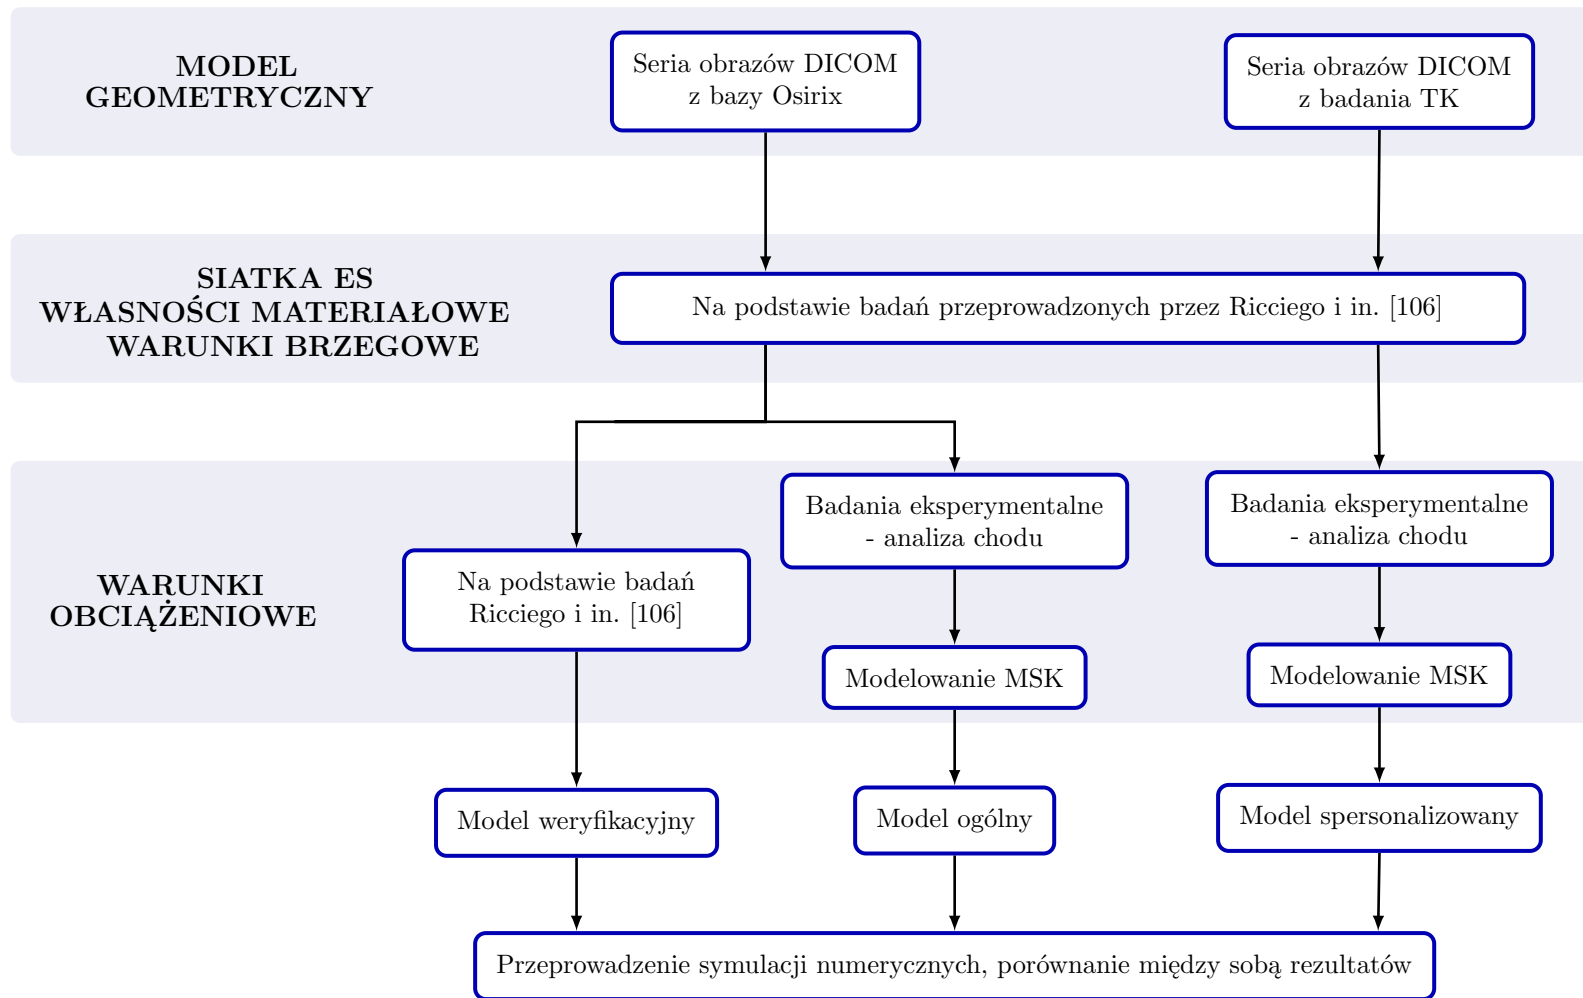 MODEL
GEOMETRYCZNY
Seria obrazów DICOM
z bazy Osirix
Seria obrazów DICOM
z badania TK
SIATKA ES
WŁASNOŚCI MATERIAŁOWE
WARUNKI BRZEGOWE
Na podstawie badań przeprowadzonych przez Ricciego i in. [106]
WARUNKI
OBCIĄŻENIOWE
Na podstawie badań
Ricciego i in. [106]
Badania eksperymentalne
- analiza chodu
Badania eksperymentalne
- analiza chodu
Modelowanie MSK
Modelowanie MSK
Model weryfikacyjny
Model ogólny
Model spersonalizowany
Przeprowadzenie symulacji numerycznych, porównanie między sobą rezultatów